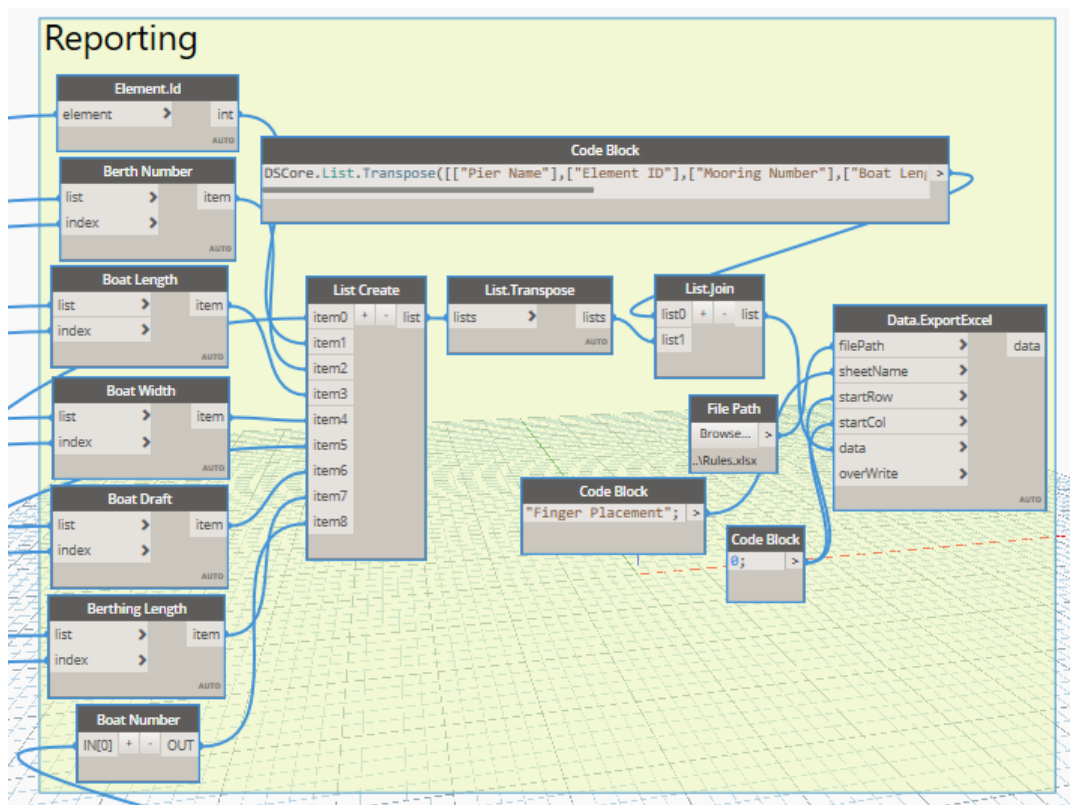 Reporting
Element.Id
element > int
AUTO
Berth Number
list > item
index >
AUTO
Boat Length
list > item
index >
AUTO
Boat Width
list > item
index >
AUTO
Boat Draft
list > item
index >
AUTO
Berthing Length
list > item
index >
AUTO
Boat Number
IN[0] + - OUT
Code Block
DSCore.List.Transpose([["Pier Name"],["Element ID"],["Mooring Number"],["Boat Leng >
List Create
item0 + - list
item1
item2
item3
item4
item5
item6
item7
item8
List.Transpose
lists > lists
AUTO
List.Join
list0 + - list
list1
File Path
Browse... >
..\Rules.xlsx
Code Block
"Finger Placement"; >
Code Block
0; >
Data.ExportExcel
filePath > data
sheetName >
startRow >
startCol >
data >
overWrite >
AUTO